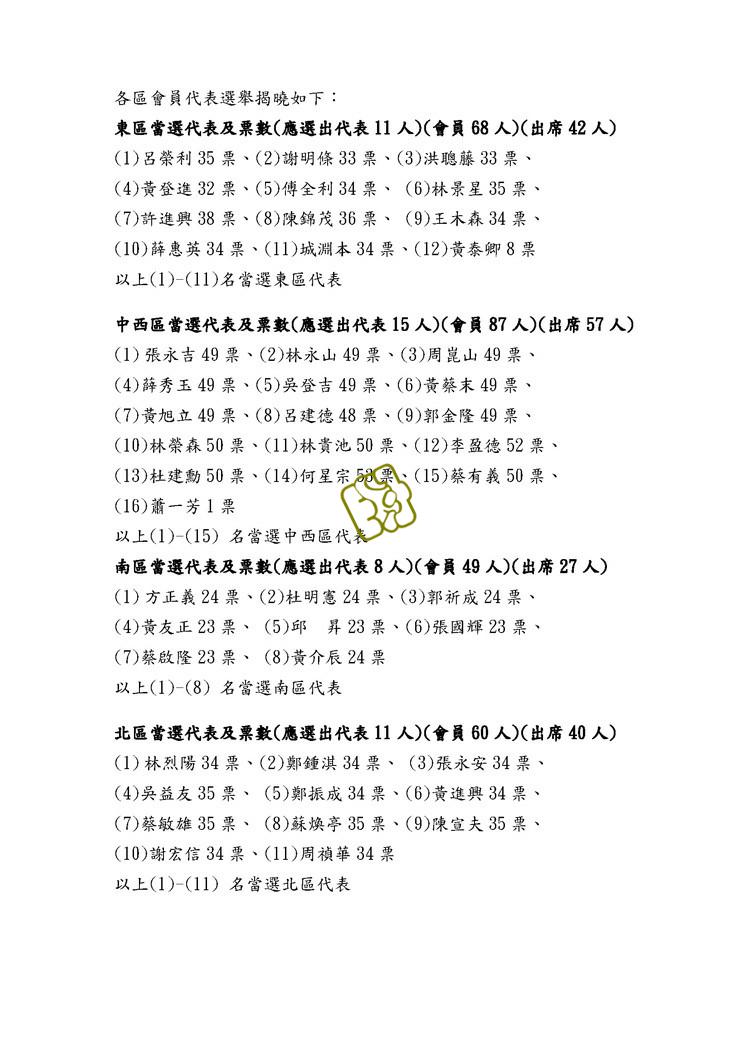 各區會員代表選舉揭曉如下：
東區當選代表及票數(應選出代表 11 人)(會員 68 人)(出席 42 人)
(1)呂榮利 35 票、(2)謝明條 33 票、(3)洪聰藤 33 票、
(4)黃登進 32 票、(5)傅全利 34 票、 (6)林景星 35 票、
(7)許進興 38 票、(8)陳錦茂 36 票、 (9)王木森 34 票、
(10)薛惠英 34 票、(11)城淵本 34 票、(12)黃泰卿 8 票
以上(1)-(11)名當選東區代表
中西區當選代表及票數(應選出代表 15 人)(會員 87 人)(出席 57 人)
(1) 張永吉 49 票、(2)林永山 49 票、(3)周崑山 49 票、
(4)薛秀玉 49 票、(5)吳登吉 49 票、(6)黃蔡末 49 票、
(7)黃旭立 49 票、(8)呂建德 48 票、(9)郭金隆 49 票、
(10)林榮森 50 票、(11)林貴池 50 票、(12)李盈德 52 票、
(13)杜建勳 50 票、(14)何星宗 53 票、(15)蔡有義 50 票、
(16)蕭一芳 1 票
以上(1)-(15) 名當選中西區代表
南區當選代表及票數(應選出代表 8 人)(會員 49 人)(出席 27 人)
(1) 方正義 24 票、(2)杜明憲 24 票、(3)郭祈成 24 票、
(4)黃友正 23 票、 (5)邱　昇 23 票、(6)張國輝 23 票、
(7)蔡啟隆 23 票、 (8)黃介辰 24 票
以上(1)-(8) 名當選南區代表
北區當選代表及票數(應選出代表 11 人)(會員 60 人)(出席 40 人)
(1) 林烈陽 34 票、(2)鄭鍾淇 34 票、 (3)張永安 34 票、
(4)吳益友 35 票、 (5)鄭振成 34 票、(6)黃進興 34 票、
(7)蔡敏雄 35 票、 (8)蘇煥亭 35 票、(9)陳宣夫 35 票、
(10)謝宏信 34 票、(11)周禎華 34 票
以上(1)-(11) 名當選北區代表